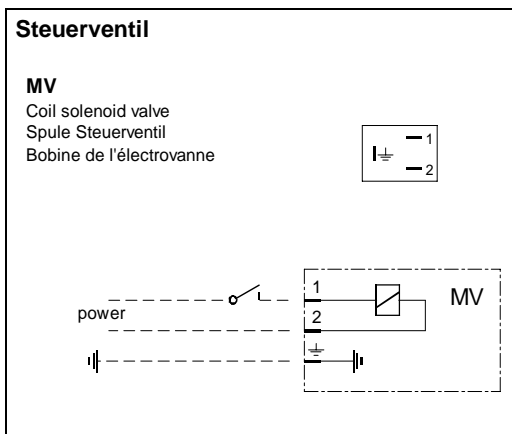 Steuerventil
MV
Coil solenoid valve
Spule Steuerventil
Bobine de l'électrovanne
1
2
1
MV
power
2